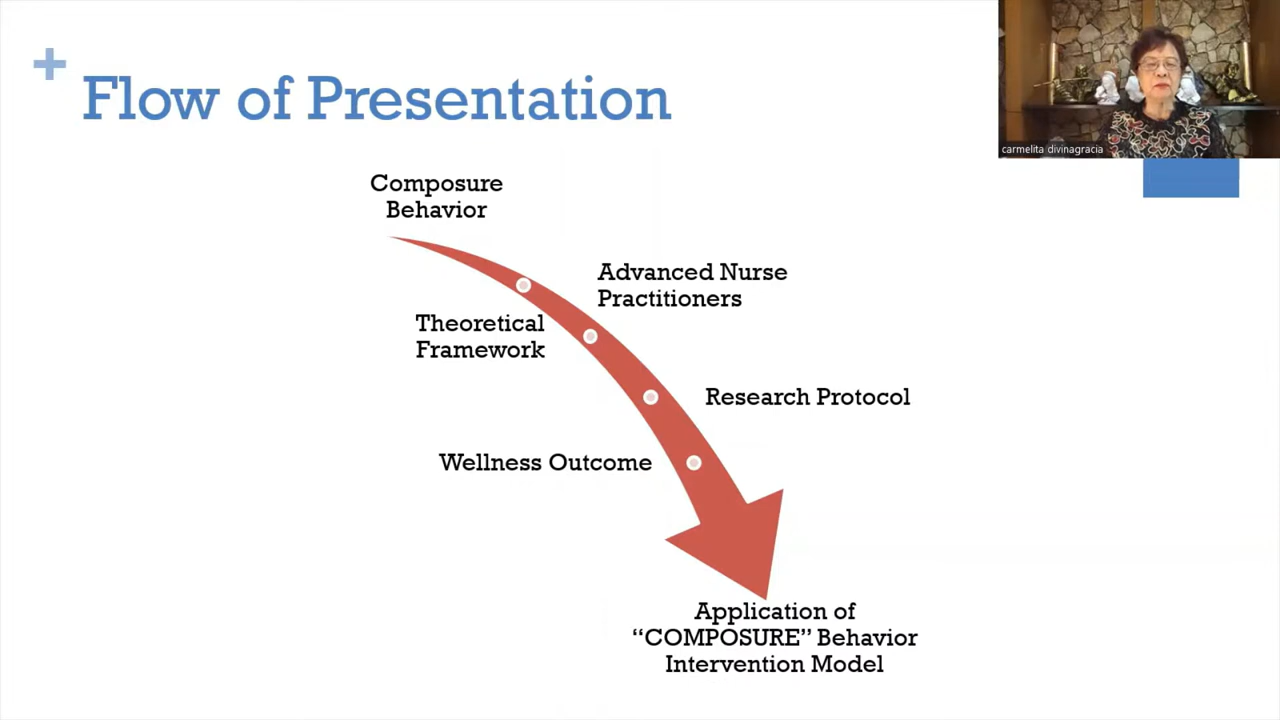 +
Flow of Presentation
carmelita divinagracia
Composure
Behavior
Advanced Nurse
Practitioners
Theoretical
Framework
Research Protocol
Wellness Outcome
Application of
“COMPOSURE” Behavior
Intervention Model